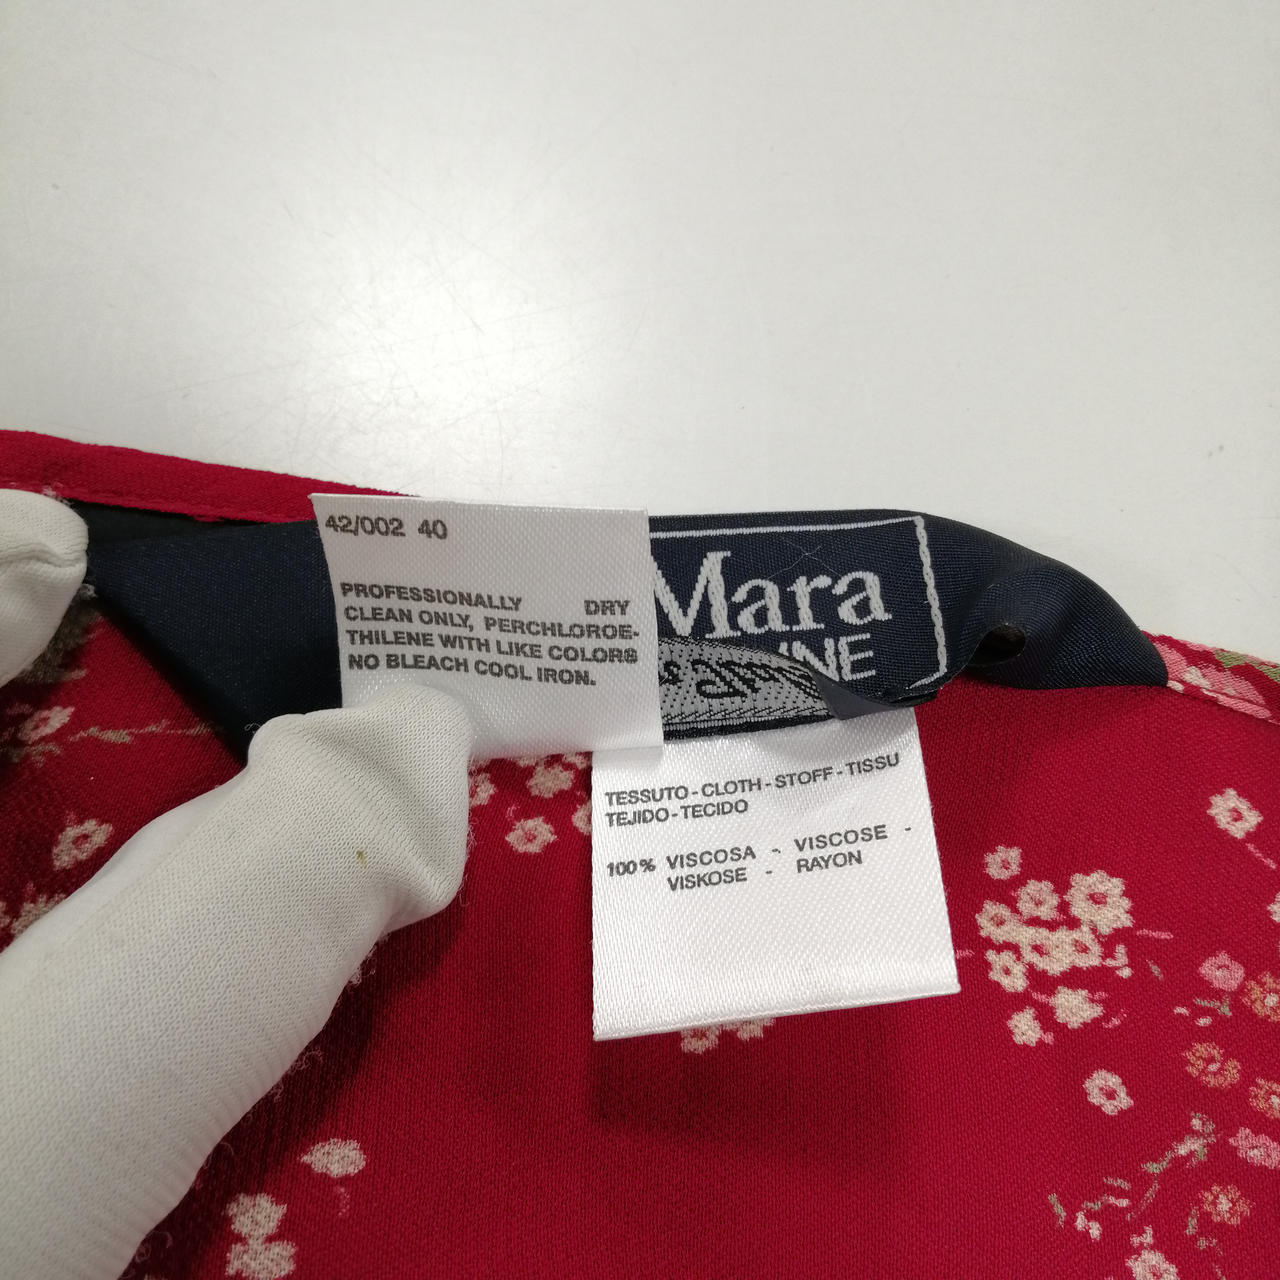 42/002 40
PROFESSIONALLY DRY
CLEAN ONLY, PERCHLOROE-
THILENE WITH LIKE COLORS
NO BLEACH COOL IRON.
Mara
INE
TESSUTO - CLOTH - STOFF - TISSU
TEJIDO - TECIDO
100% VISCOSA - VISCOSE -
VISKOSE - RAYON